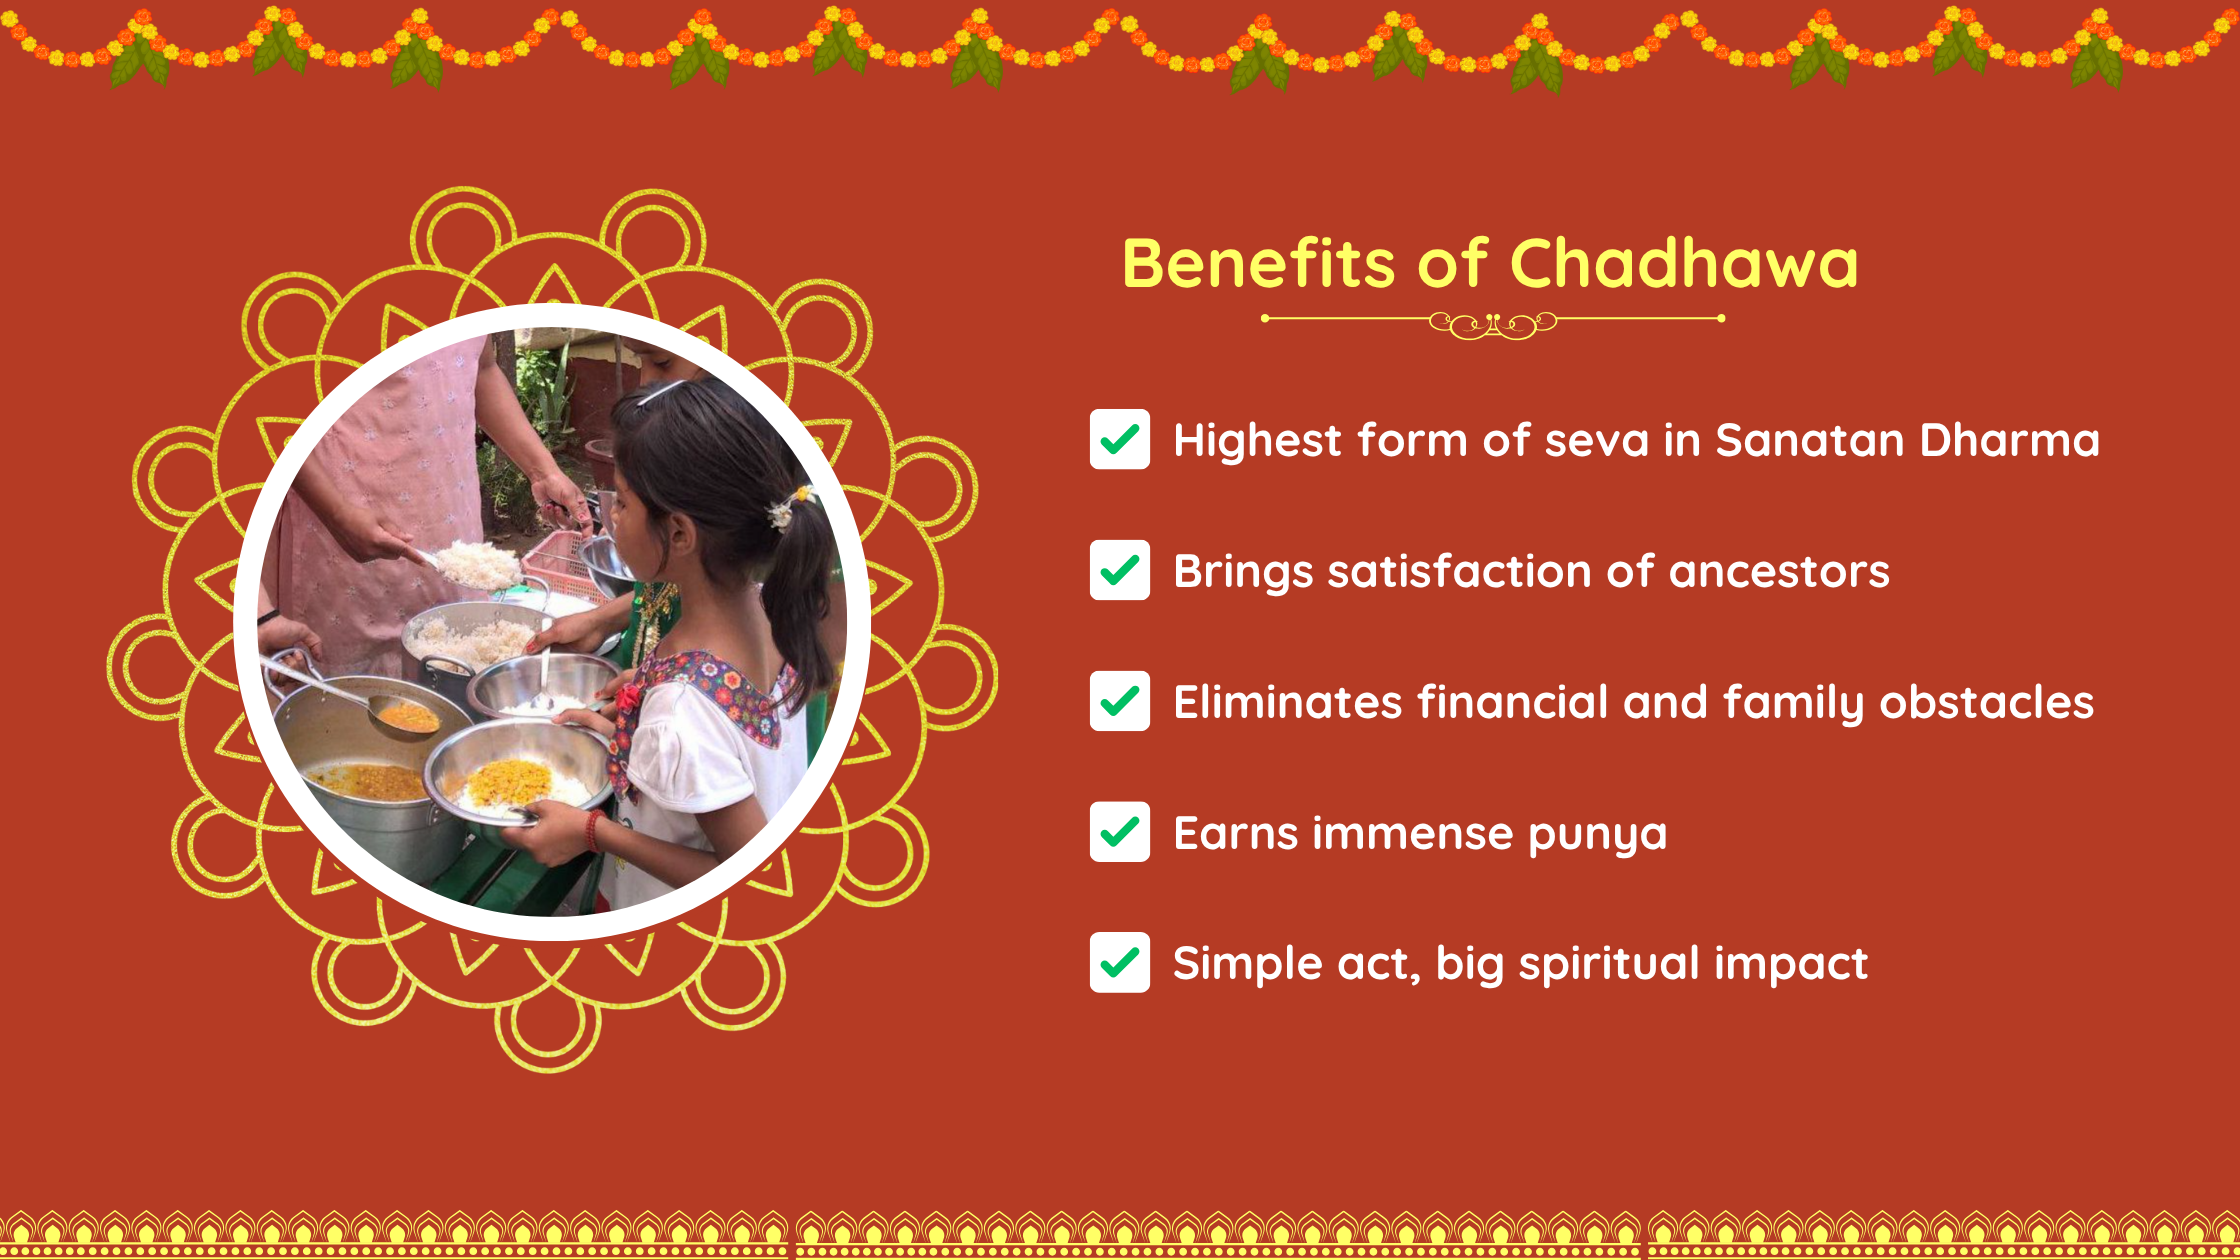 Benefits of Chadhawa
Highest form of seva in Sanatan Dharma
Brings satisfaction of ancestors
Eliminates financial and family obstacles
Earns immense punya
Simple act, big spiritual impact